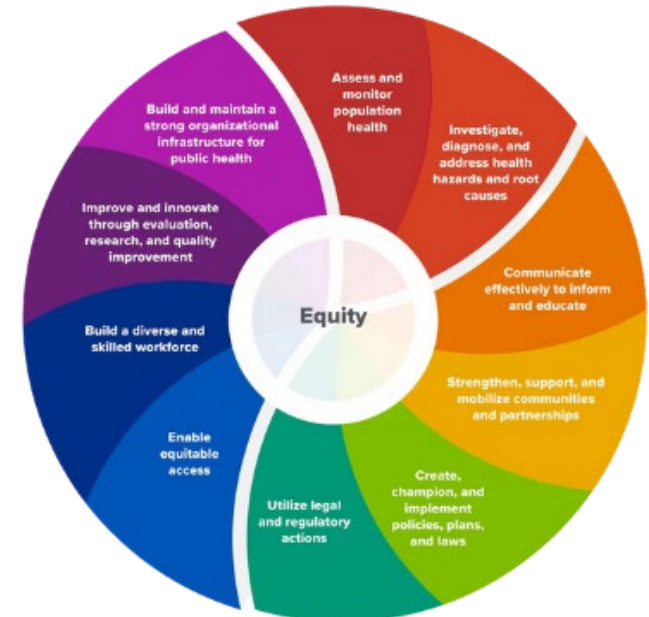 Assess and
monitor
population
health
Investigate,
diagnose, and
address health
hazards and root
causes
Communicate
effectively to inform
and educate
Strengthen, support, and
mobilize communities
and partnerships
Create,
champion, and
implement
policies, plans,
and laws
Utilize legal
and regulatory
actions
Enable
equitable
access
Build a diverse and
skilled workforce
Improve and innovate
through evaluation,
research, and quality
improvement
Build and maintain a
strong organizational
infrastructure for
public health
Equity